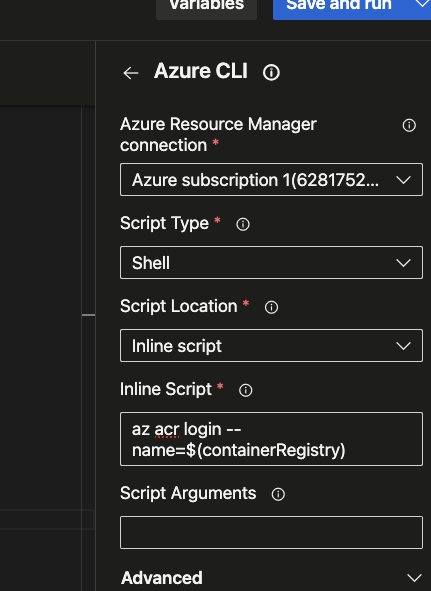 Variables
Save and run
Azure CLI
Azure Resource Manager
connection *
Azure subscription 1(6281752...
Script Type *
Shell
Script Location *
Inline script
Inline Script *
az acr login --
name=$(containerRegistry)
Script Arguments
Advanced